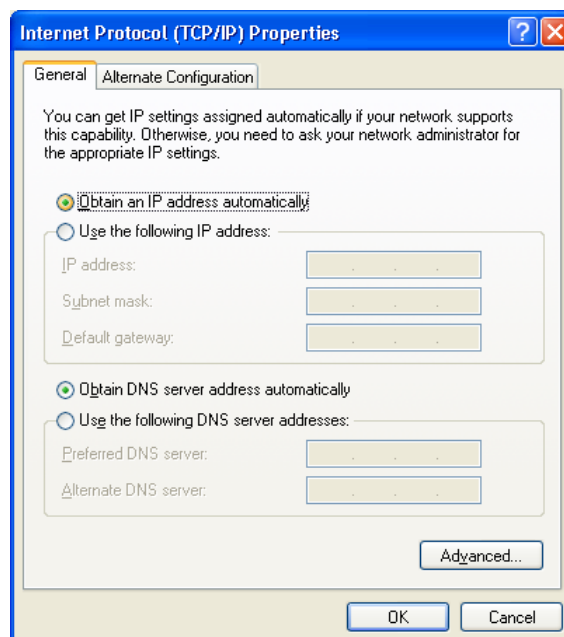 Internet Protocol (TCP/IP) Properties
General
Alternate Configuration
You can get IP settings assigned automatically if your network supports
this capability. Otherwise, you need to ask your network administrator for
the appropriate IP settings.
Obtain an IP address automatically
Use the following IP address:
IP address:
Subnet mask:
Default gateway:
Obtain DNS server address automatically
Use the following DNS server addresses:
Preferred DNS server:
Alternate DNS server:
Advanced...
OK
Cancel